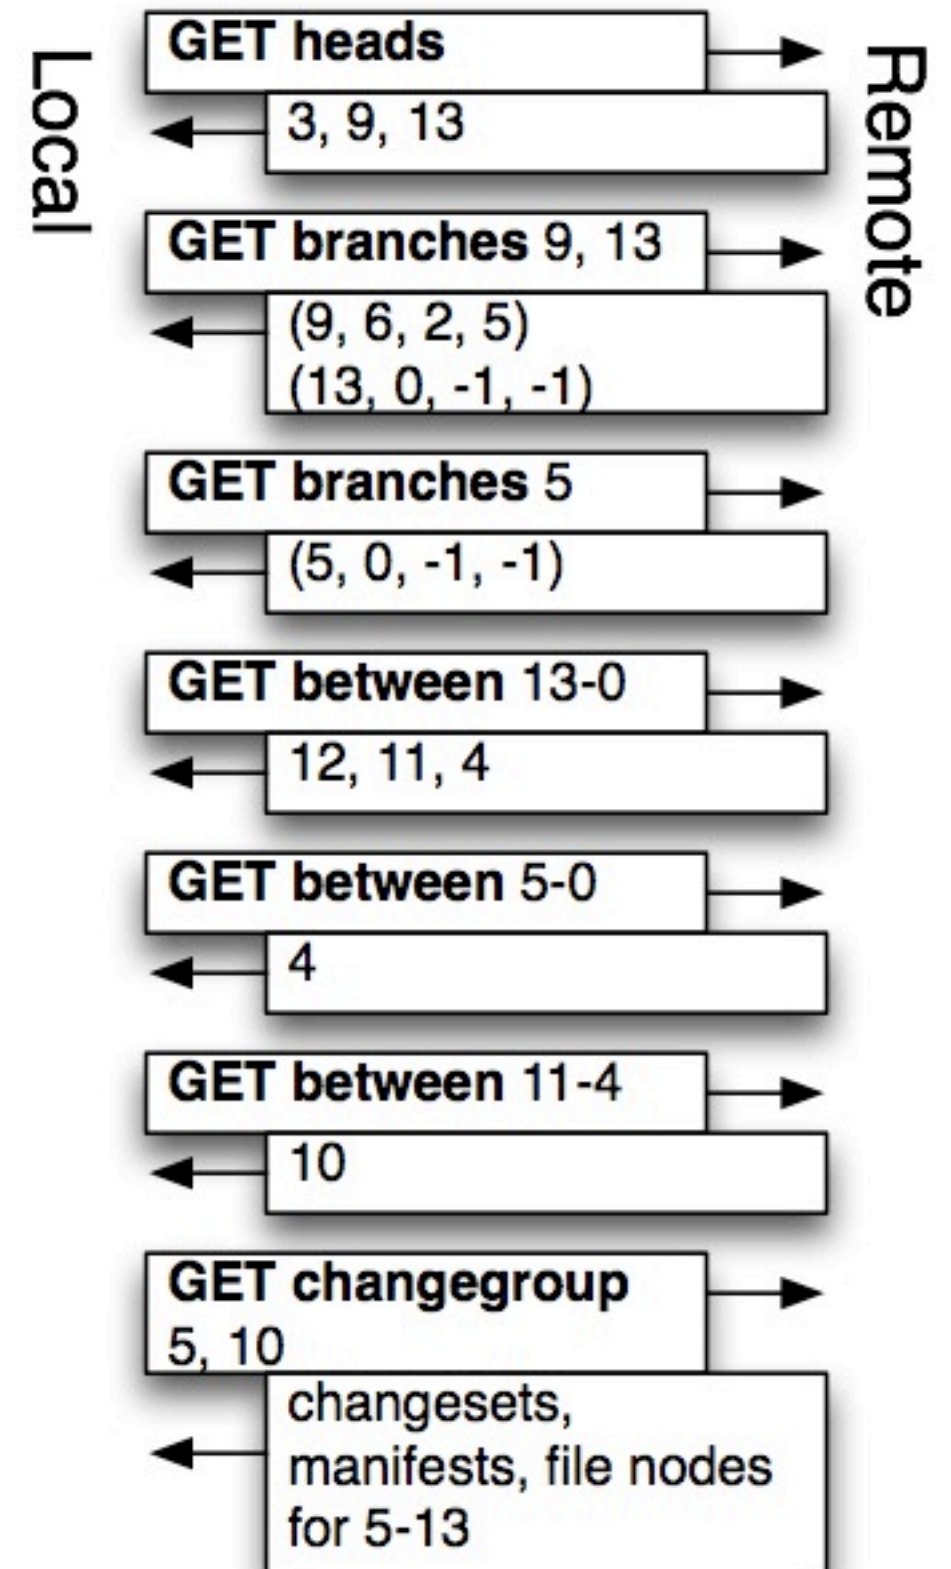 Local
Remote
GET heads
3, 9, 13
GET branches 9, 13
(9, 6, 2, 5)
(13, 0, -1, -1)
GET branches 5
(5, 0, -1, -1)
GET between 13-0
12, 11, 4
GET between 5-0
4
GET between 11-4
10
GET changegroup
5, 10
changesets,
manifests, file nodes
for 5-13